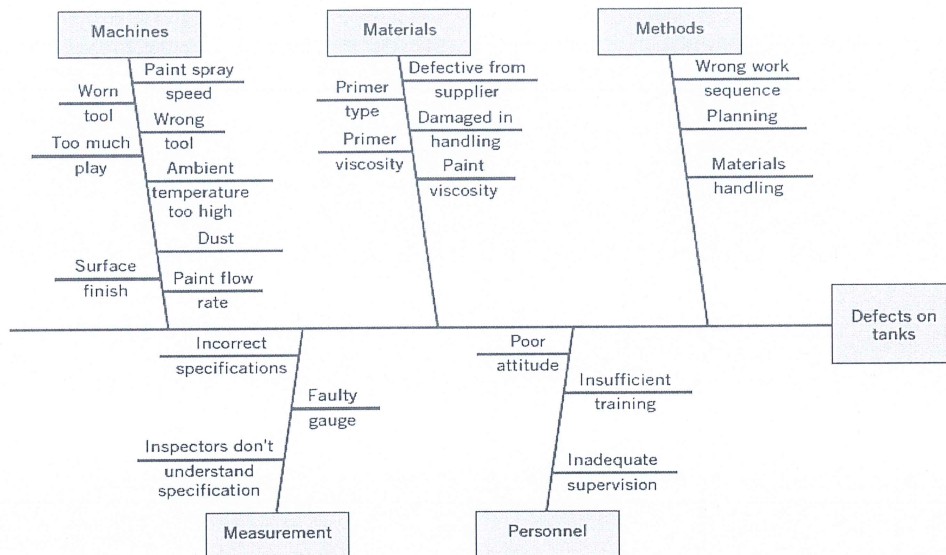 Machines
Materials
Methods
Paint spray
speed
Worn
tool
Wrong
tool
Too much
play
Ambient
temperature
too high
Dust
Surface
finish
Paint flow
rate
Defective from
supplier
Primer
type
Damaged in
handling
Primer
viscosity
Paint
viscosity
Wrong work
sequence
Planning
Materials
handling
Defects on
tanks
Incorrect
specifications
Faulty
gauge
Inspectors don't
understand
specification
Measurement
Poor
attitude
Insufficient
training
Inadequate
supervision
Personnel